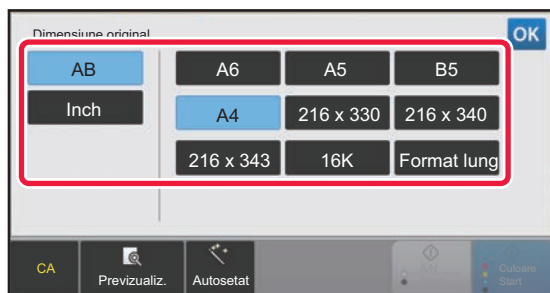 Dimensiune original
OK
AB
A6
A5
B5
Inch
A4
216 x 330
216 x 340
216 x 343
16K
Format lung
CA
Previzualiz.
Autosetat
Culoare
Start